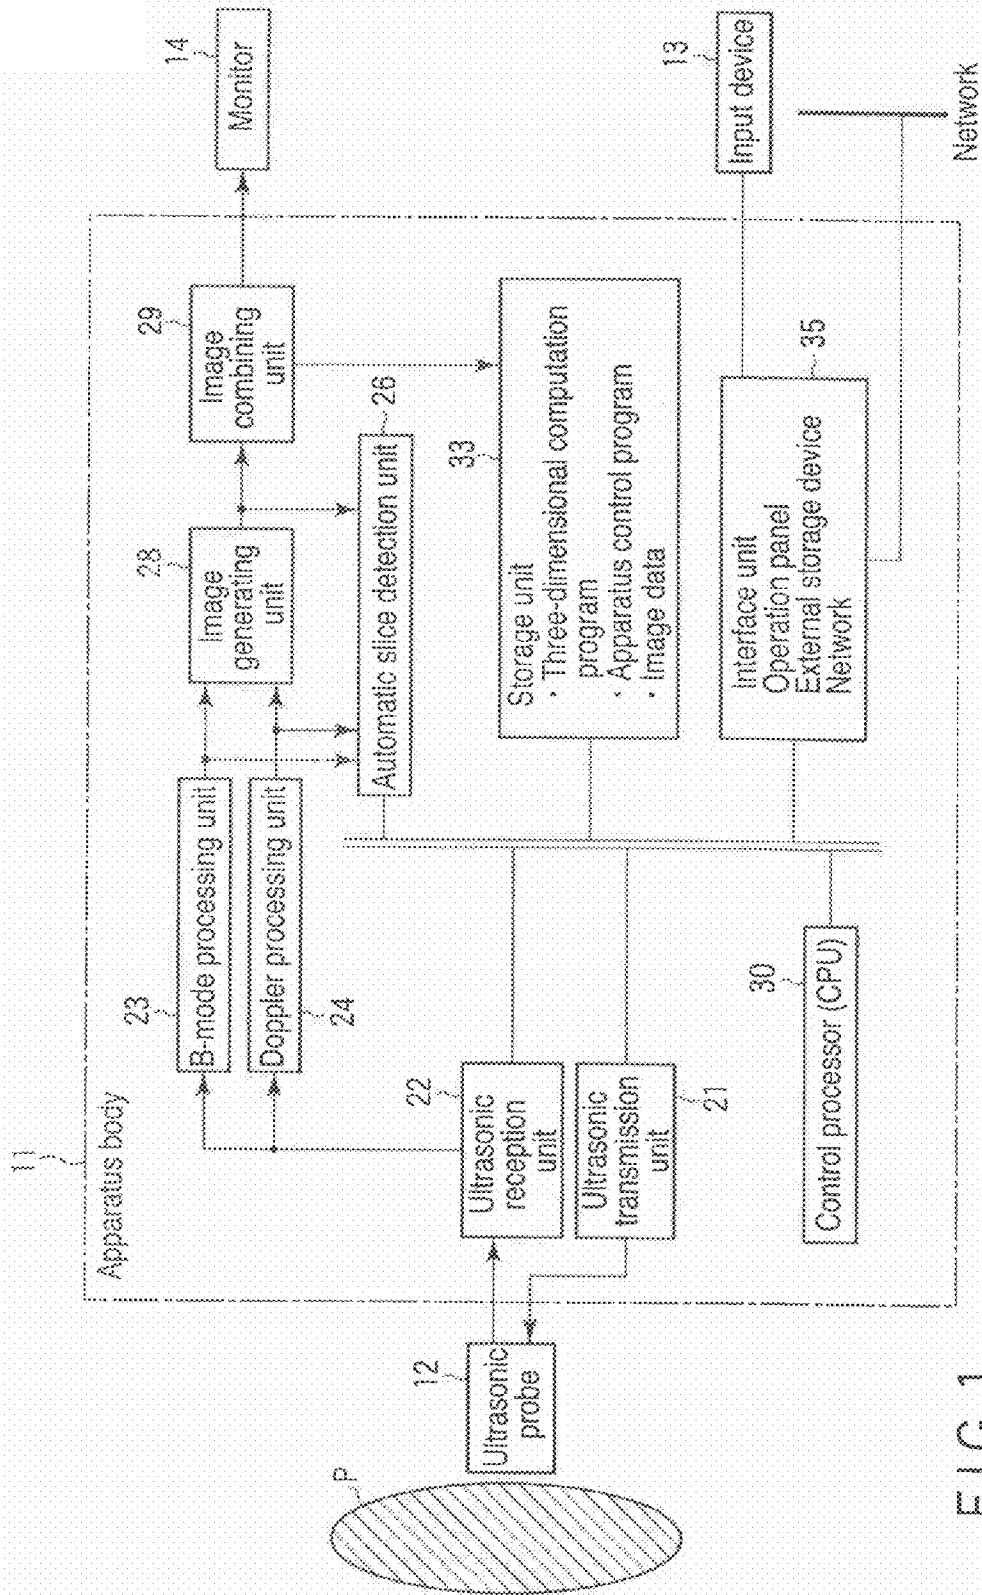 11
Apparatus body
P
12
Ultrasonic
probe
22
Ultrasonic
reception
unit
Ultrasonic
transmission
unit
21
23
B-mode processing unit
Doppler processing unit
24
28
Image
generating
unit
29
Image
combining
unit
14
Monitor
26
Automatic slice detection unit
33
Storage unit
· Three-dimensional computation
program
· Apparatus control program
· Image data
30
Control processor (CPU)
35
Interface unit
Operation panel
External storage device
Network
13
Input device
Network
FIG. 1